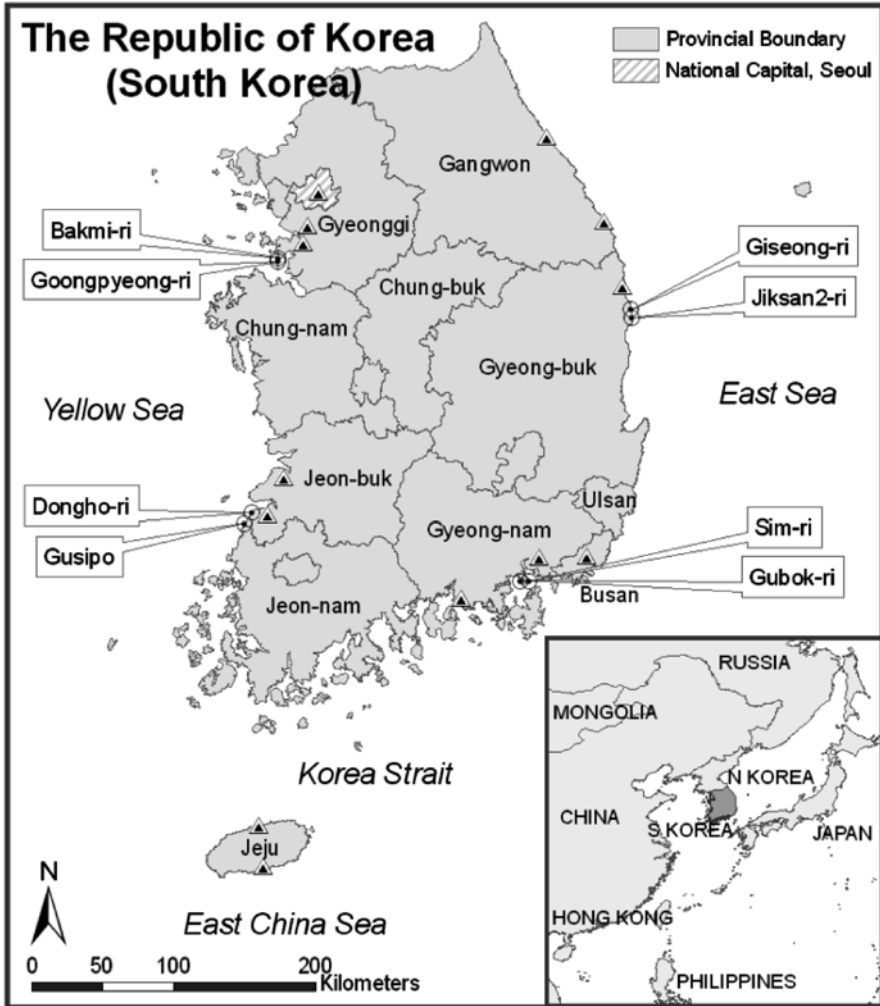 The Republic of Korea
(South Korea)
Provincial Boundary
National Capital, Seoul
Gangwon
Gyeonggi
Bakmi-ri
Goongpyeong-ri
Giseong-ri
Jiksan2-ri
Chung-buk
Chung-nam
Gyeong-buk
Yellow Sea
East Sea
Jeon-buk
Ulsan
Dongho-ri
Gusipo
Gyeong-nam
Sim-ri
Gubok-ri
Busan
Jeon-nam
Korea Strait
Jeju
East China Sea
N
0 50 100 200
Kilometers
RUSSIA
MONGOLIA
N KOREA
CHINA
S KOREA
JAPAN
HONG KONG
PHILIPPINES